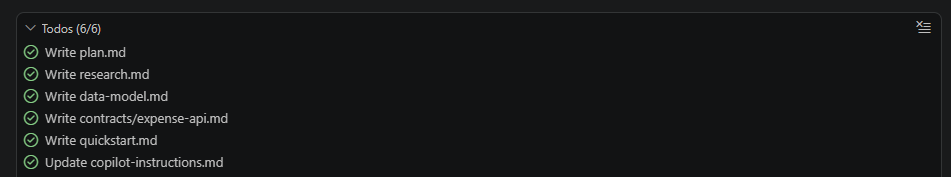 Todos (6/6)
Write plan.md
Write research.md
Write data-model.md
Write contracts/expense-api.md
Write quickstart.md
Update copilot-instructions.md